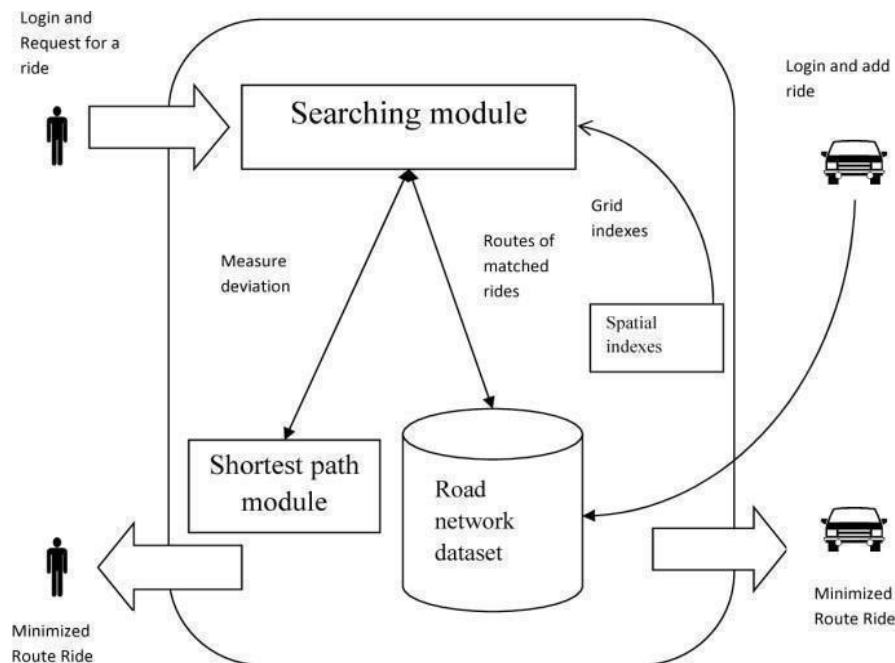 Login and
Request for a
ride
Searching module
Login and add
ride
Grid
indexes
Measure
deviation
Routes of
matched
rides
Spatial
indexes
Shortest path
module
Road
network
dataset
Minimized
Route Ride
Minimized
Route Ride